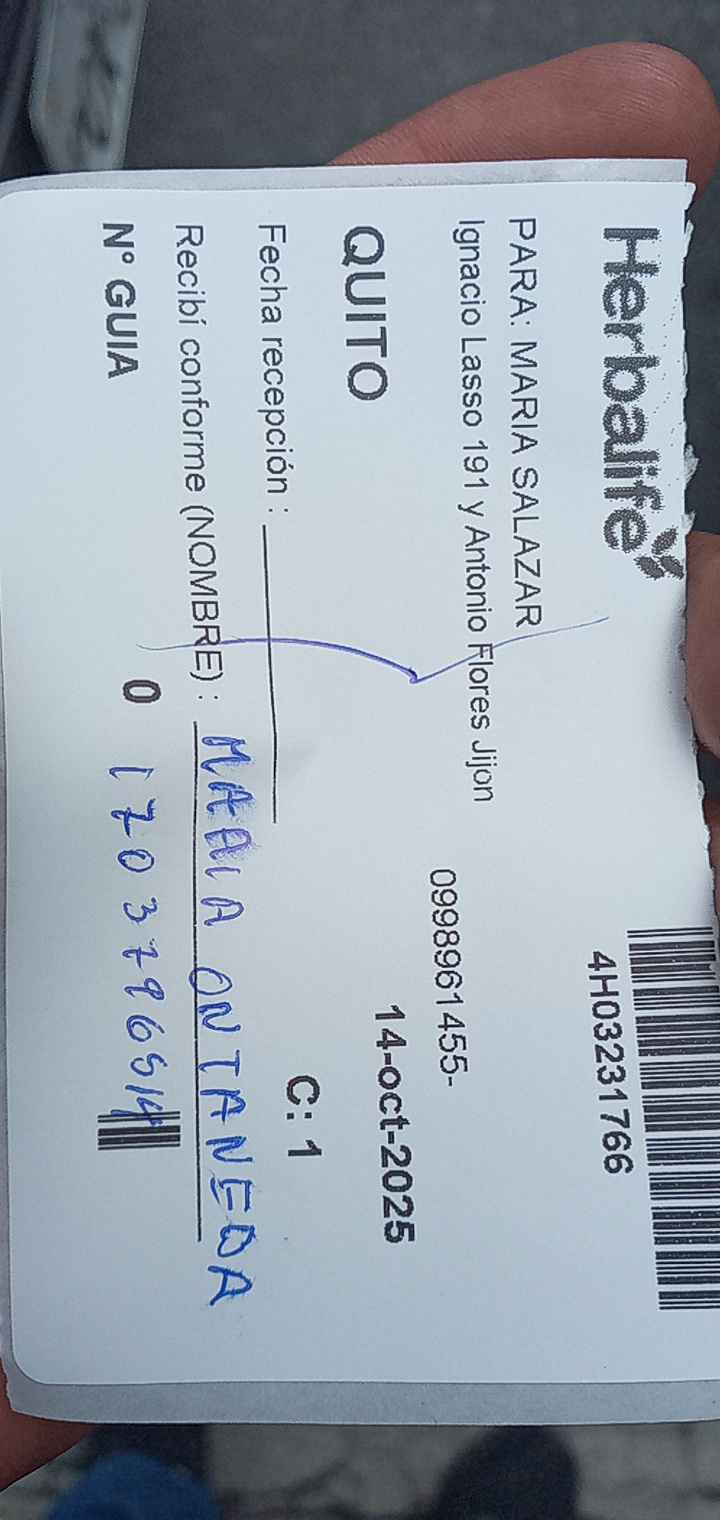 Herbalife
4H03231766
PARA: MARIA SALAZAR
Ignacio Lasso 191 y Antonio Flores Jijon
0998961455-
QUITO 14-oct-2025
Fecha recepción :
C: 1
Recibí conforme (NOMBRE) : MARIA ONTANEDA
Nº GUIA 0 1703796514